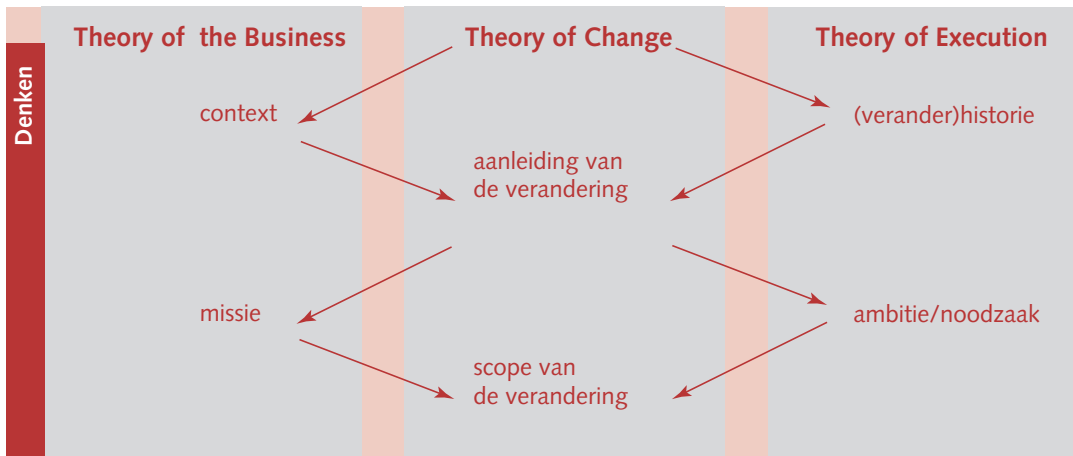 Theory of the Business
Theory of Change
Theory of Execution
Denken
context
(verander)historie
aanleiding van
de verandering
missie
ambitie/noodzaak
scope van
de verandering